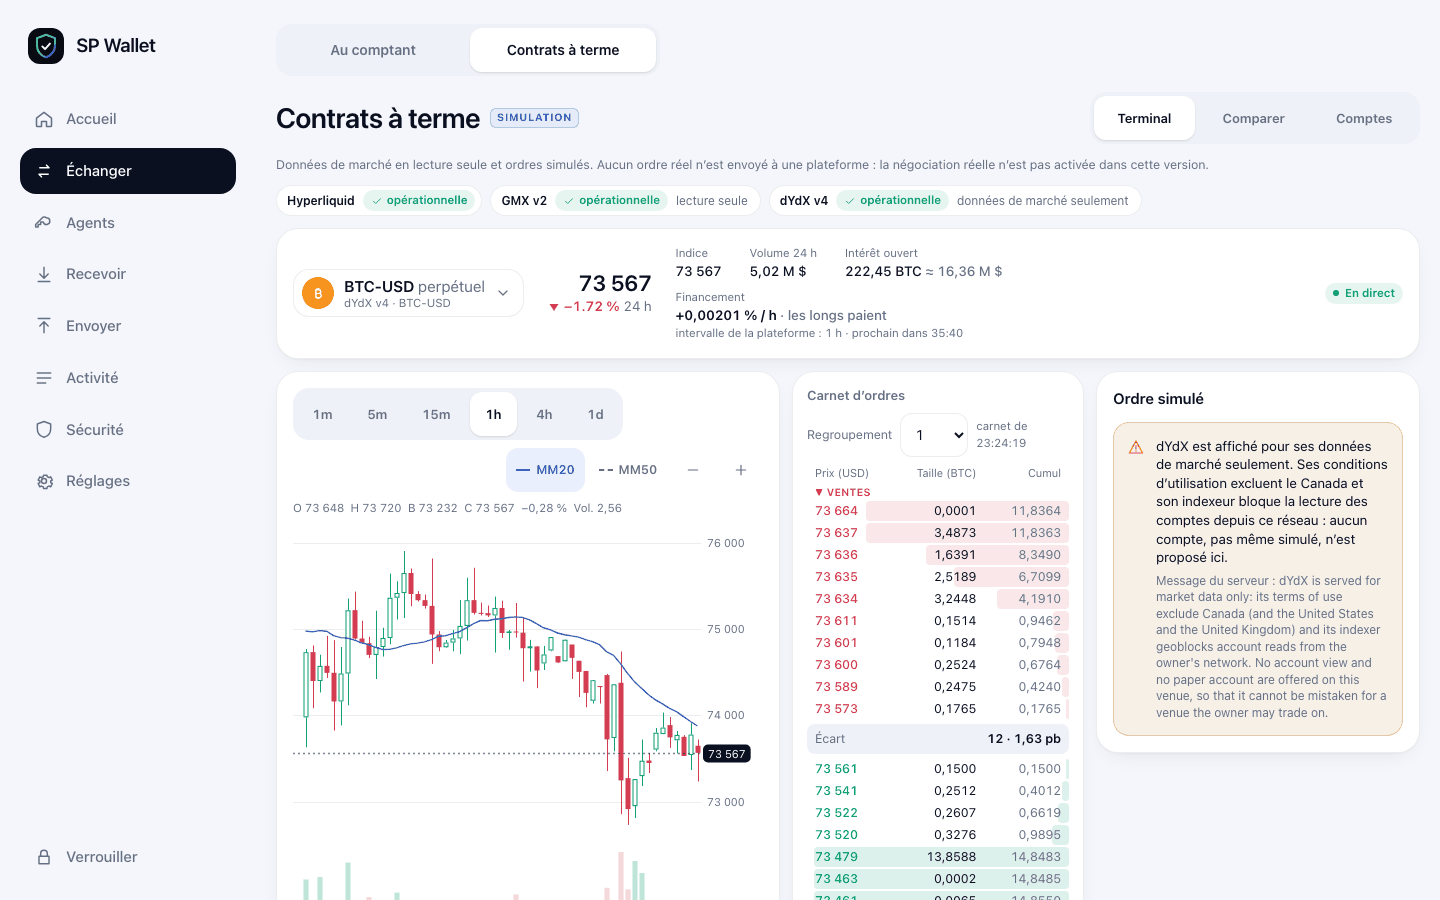 SP Wallet
Accueil
Échanger
Agents
Recevoir
Envoyer
Activité
Sécurité
Réglages
Verrouiller
Au comptant
Contrats à terme
Contrats à terme SIMULATION
Terminal
Comparer
Comptes
Données de marché en lecture seule et ordres simulés. Aucun ordre réel n’est envoyé à une plateforme : la négociation réelle n’est pas activée dans cette version.
Hyperliquid opérationnelle
GMX v2 opérationnelle lecture seule
dYdX v4 opérationnelle données de marché seulement
BTC-USD perpétuel
dYdX v4 · BTC-USD
73 567
▼ −1.72 % 24 h
Indice
73 567
Volume 24 h
5,02 M $
Intérêt ouvert
222,45 BTC ≈ 16,36 M $
Financement
+0,00201 % / h · les longs paient
intervalle de la plateforme : 1 h · prochain dans 35:40
En direct
1m 5m 15m 1h 4h 1d
MM20 MM50 − +
O 73 648 H 73 720 B 73 232 C 73 567 −0,28 % Vol. 2,56
76 000
75 000
74 000
73 567
73 000
Carnet d’ordres
Regroupement 1
carnet de
23:24:19
Prix (USD) Taille (BTC) Cumul
▼ VENTES
73 664 0,0001 11,8364
73 637 3,4873 11,8363
73 636 1,6391 8,3490
73 635 2,5189 6,7099
73 634 3,2448 4,1910
73 611 0,1514 0,9462
73 601 0,1184 0,7948
73 600 0,2524 0,6764
73 589 0,2475 0,4240
73 573 0,1765 0,1765
Écart 12 · 1,63 pb
73 561 0,1500 0,1500
73 541 0,2512 0,4012
73 522 0,2607 0,6619
73 520 0,3276 0,9895
73 479 13,8588 14,8483
73 463 0,0002 14,8485
Ordre simulé
dYdX est affiché pour ses données
de marché seulement. Ses conditions
d’utilisation excluent le Canada et
son indexeur bloque la lecture des
comptes depuis ce réseau : aucun
compte, pas même simulé, n’est
proposé ici.
Message du serveur : dYdX is served for
market data only: its terms of use
exclude Canada (and the United States
and the United Kingdom) and its indexer
geoblocks account reads from the
owner's network. No account view and
no paper account are offered on this
venue, so that it cannot be mistaken for a
venue the owner may trade on.